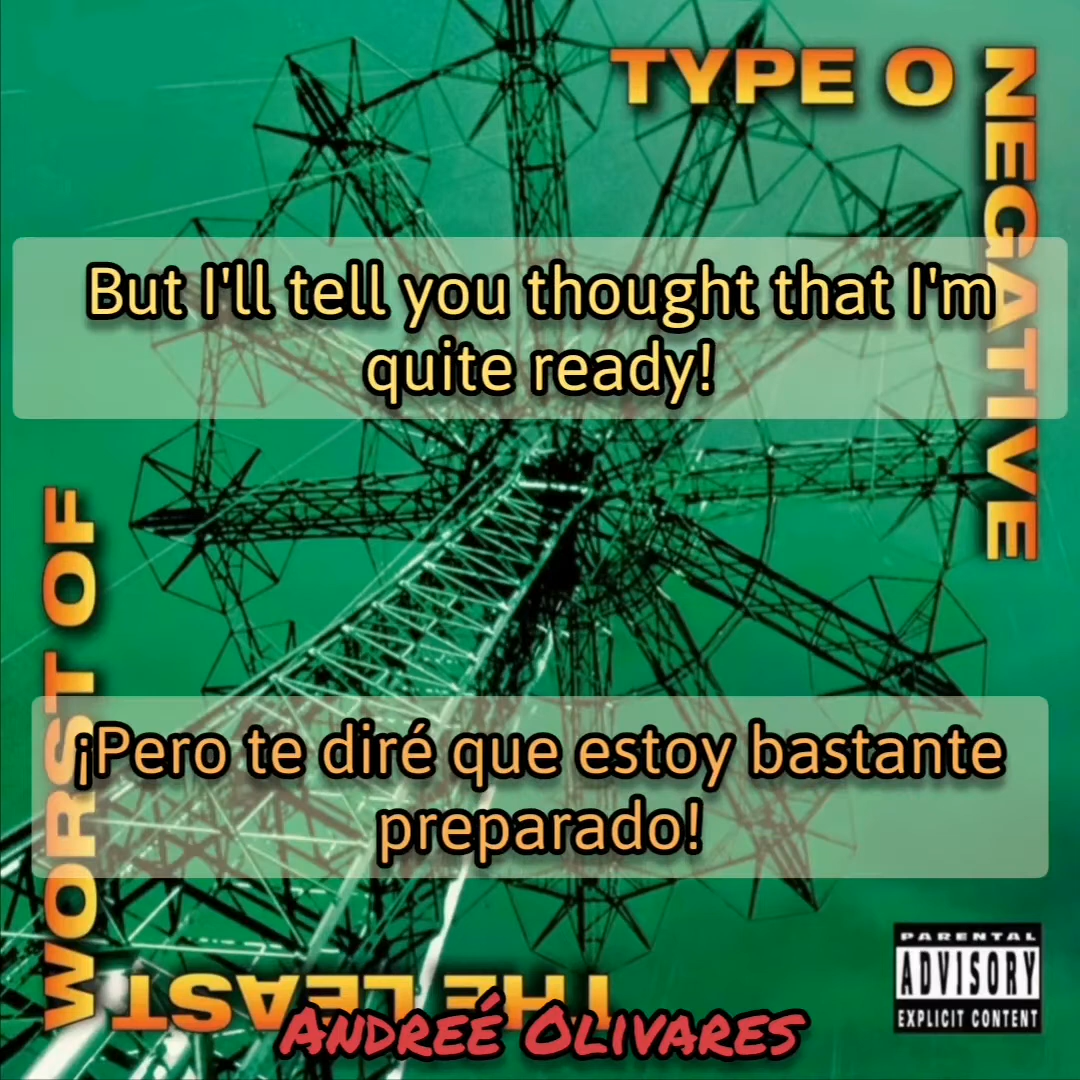 TYPE O
NEGATIVE
But I'll tell you thought that I'm
quite ready!
¡Pero te diré que estoy bastante
preparado!
THE LEAST
WORST OF
ANDREÉ OLIVARES
PARENTAL
ADVISORY
EXPLICIT CONTENT